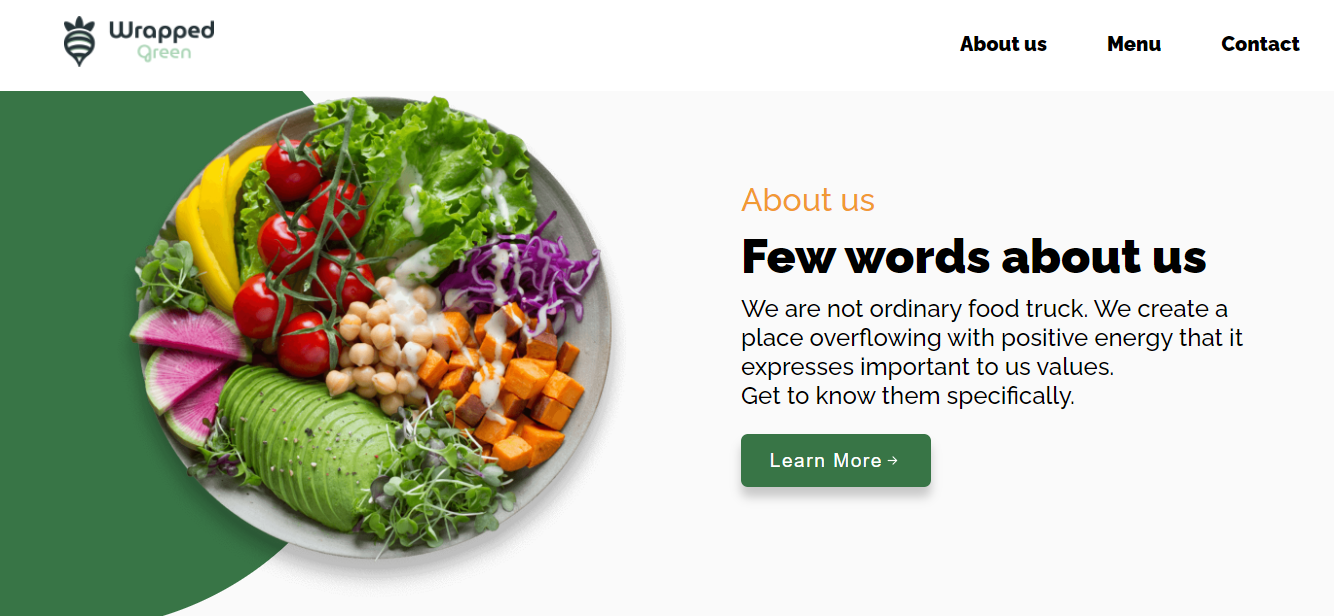 Wrapped
Green
About us Menu Contact
About us
Few words about us
We are not ordinary food truck. We create a
place overflowing with positive energy that it
expresses important to us values.
Get to know them specifically.
Learn More →